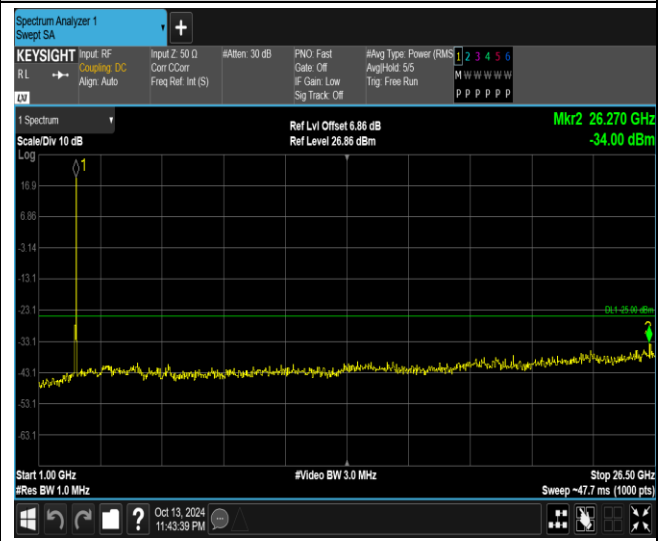 Spectrum Analyzer 1
Swept SA
+
KEYSIGHT
RL
LXI
Input: RF
Coupling: DC
Align: Auto
Input Z: 50 Ω
Corr CCorr
Freq Ref: Int (S)
#Atten: 30 dB
PNO: Fast
Gate: Off
IF Gain: Low
Sig Track: Off
#Avg Type: Power (RMS
Avg|Hold: 5/5
Trig: Free Run
1 2 3 4 5 6
M W W W W W
P P P P P P
1 Spectrum
Scale/Div 10 dB
Log
Ref Lvl Offset 6.86 dB
Ref Level 26.86 dBm
Mkr2 26.270 GHz
-34.00 dBm
1
16.9
6.86
-3.14
-13.1
-23.1
DL1 -25.00 dBm
2
-33.1
-43.1
-53.1
-63.1
Start 1.00 GHz
#Res BW 1.0 MHz
#Video BW 3.0 MHz
Stop 26.50 GHz
Sweep ~47.7 ms (1000 pts)
?
Oct 13, 2024
11:43:39 PM